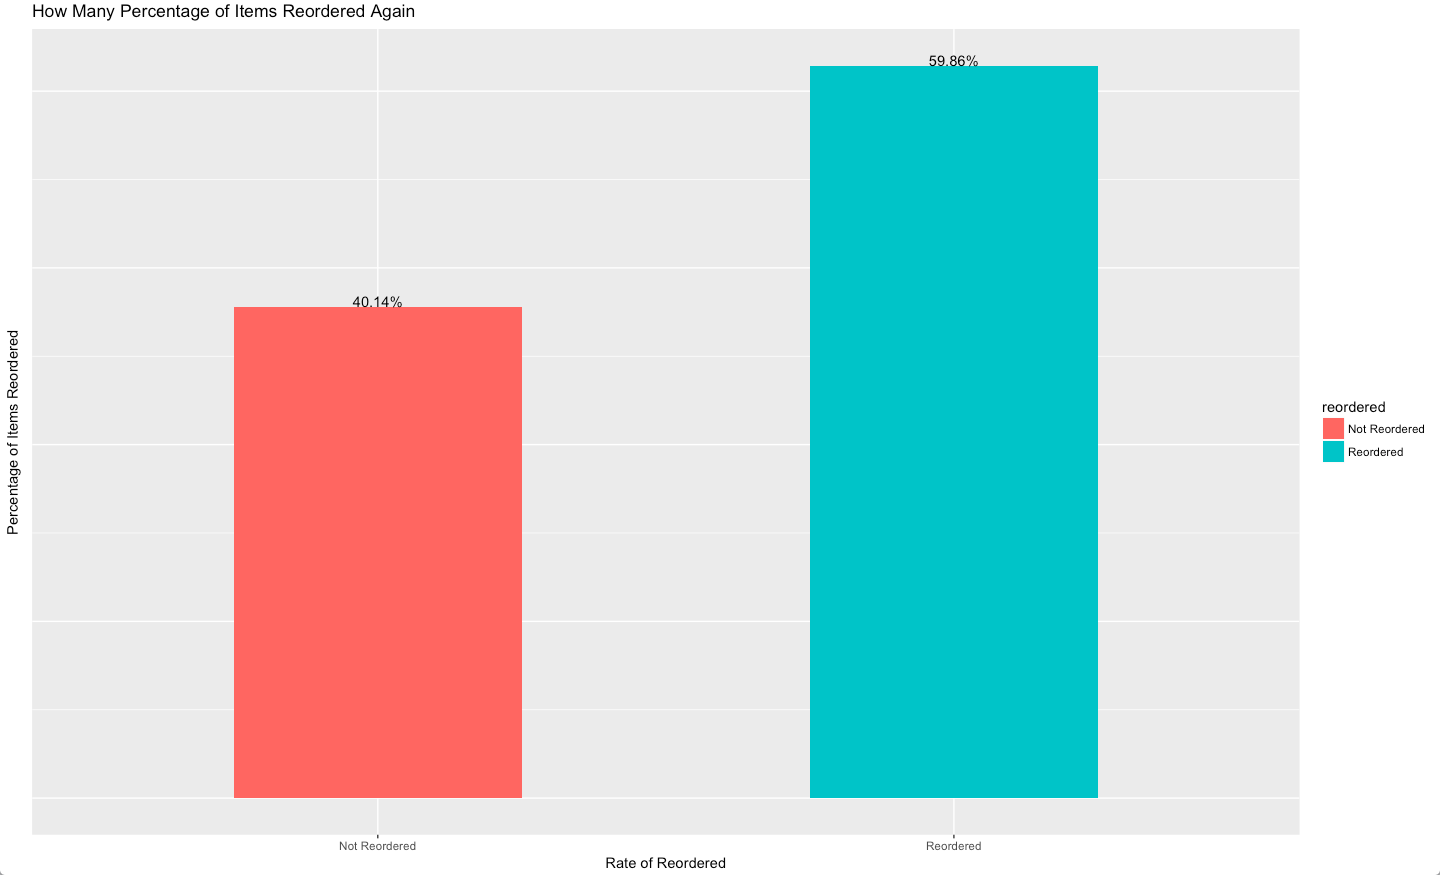 How Many Percentage of Items Reordered Again
59.86%
40.14%
Percentage of Items Reordered
reordered
Not Reordered
Reordered
Not Reordered
Reordered
Rate of Reordered